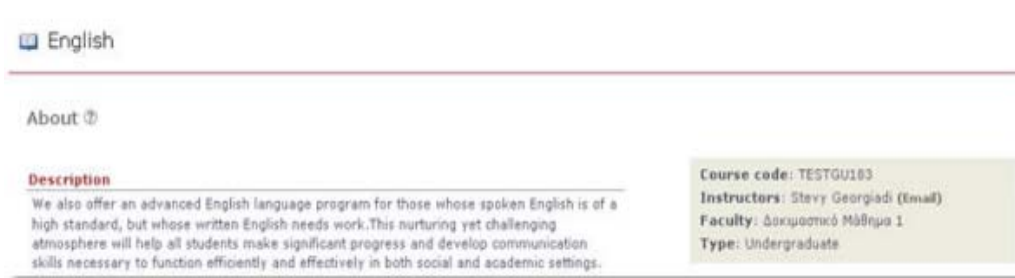 English
About
Description
We also offer an advanced English language program for those whose spoken English is of a
high standard, but whose written English needs work.This nurturing yet challenging
atmosphere will help all students make significant progress and develop communication
skills necessary to function efficiently and effectively in both social and academic settings.
Course code: TESTGU183
Instructors: Stevy Georgiadi (Email)
Faculty: Δοκιμαστικό Μάθημα 1
Type: Undergraduate